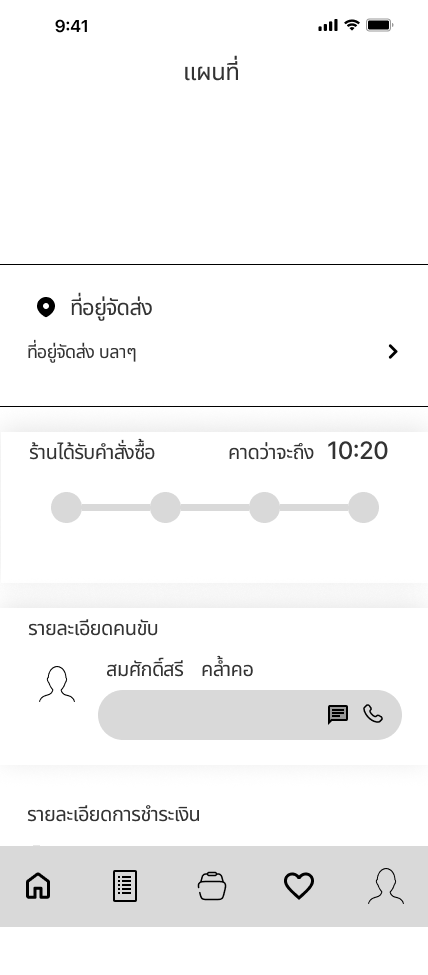 9:41
แผนที่
ที่อยู่จัดส่ง
ที่อยู่จัดส่ง บลาๆ
ร้านได้รับคำสั่งซื้อ คาดว่าจะถึง 10:20
รายละเอียดคนขับ
สมศักดิ์สรี คล้ำคอ
รายละเอียดการชำระเงิน